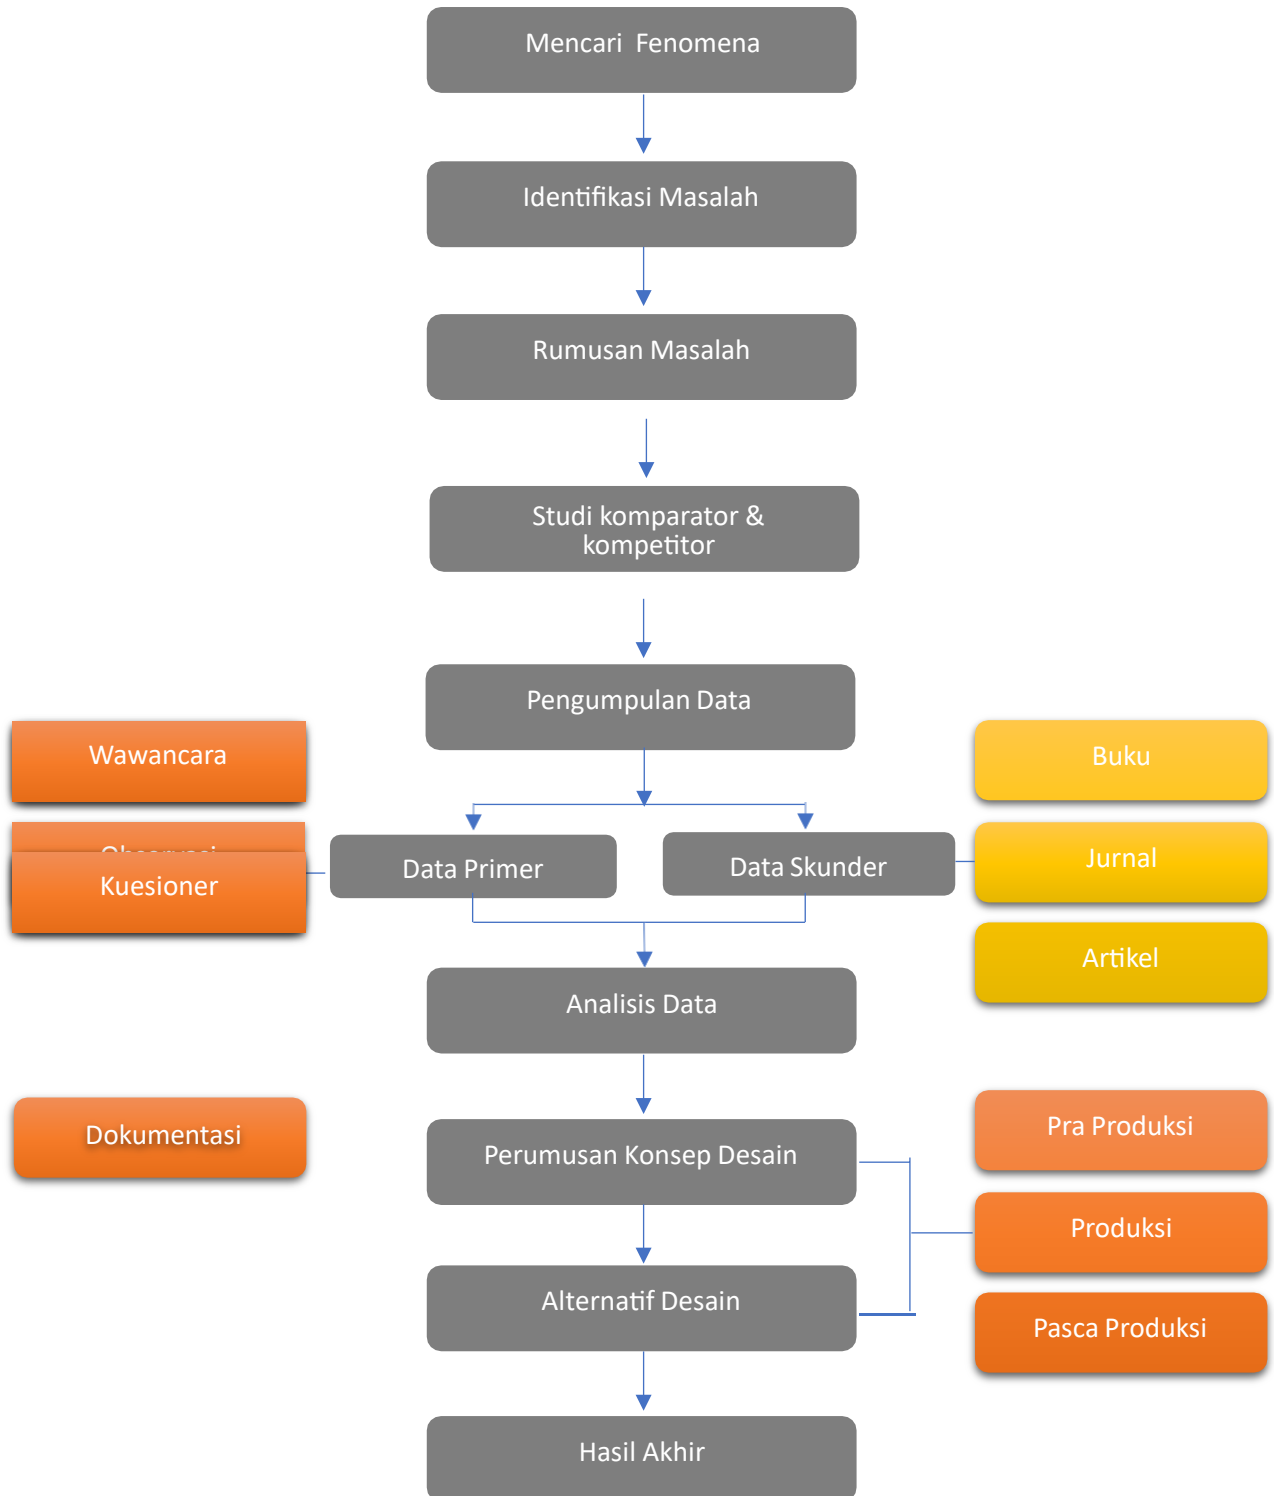 Mencari Fenomena
Identifikasi Masalah
Rumusan Masalah
Studi komparator &
kompetitor
Pengumpulan Data
Wawancara
Buku
Kuesioner
Data Primer
Data Skunder
Jurnal
Artikel
Analisis Data
Dokumentasi
Perumusan Konsep Desain
Pra Produksi
Produksi
Alternatif Desain
Pasca Produksi
Hasil Akhir